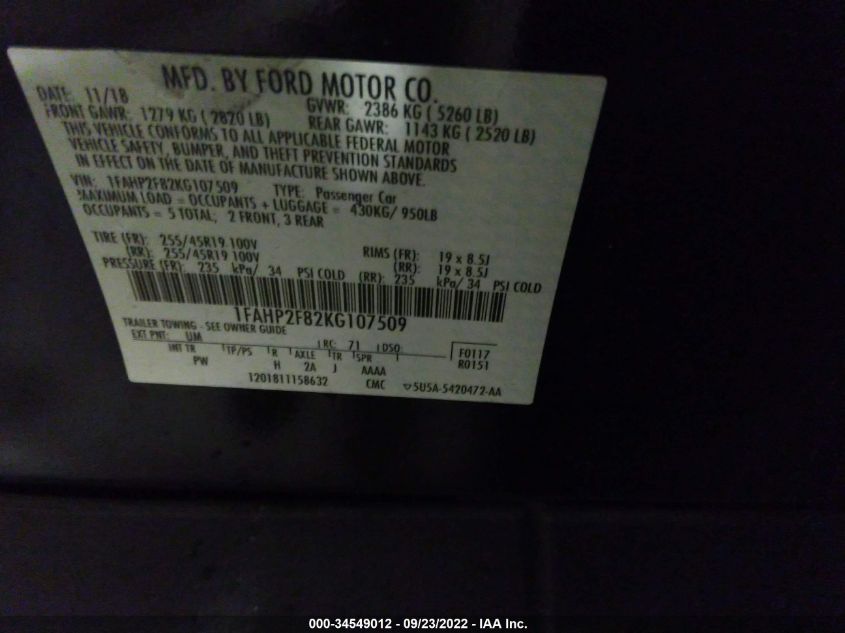 MFD. BY FORD MOTOR CO.
DATE: 11/18 GVWR: 2386 KG ( 5260 LB)
FRONT GAWR: 1279 KG ( 2820 LB) REAR GAWR: 1143 KG ( 2520 LB)
THIS VEHICLE CONFORMS TO ALL APPLICABLE FEDERAL MOTOR
VEHICLE SAFETY, BUMPER, AND THEFT PREVENTION STANDARDS
IN EFFECT ON THE DATE OF MANUFACTURE SHOWN ABOVE.
VIN: 1FAHP2F82KG107509 TYPE: Passenger Car
MAXIMUM LOAD = OCCUPANTS + LUGGAGE = 430KG/ 950LB
OCCUPANTS = 5 TOTAL; 2 FRONT, 3 REAR
TIRE (FR): 255/45R19 100V RIMS (FR): 19 x 8.5J
(RR): 255/45R19 100V (RR): 19 x 8.5J
PRESSURE (FR): 235 kPa/ 34 PSI COLD (RR): 235 kPa/ 34 PSI COLD
1FAHP2F82KG107509
TRAILER TOWING - SEE OWNER GUIDE
EXT PNT: UM RC: 71 DSO: F0117
INT TR TP/PS R AXLE TR SPR R0151
PW H 2A J AAAA
1201811158632 CMC 5U5A-5420472-AA
000-34549012 - 09/23/2022 - IAA Inc.